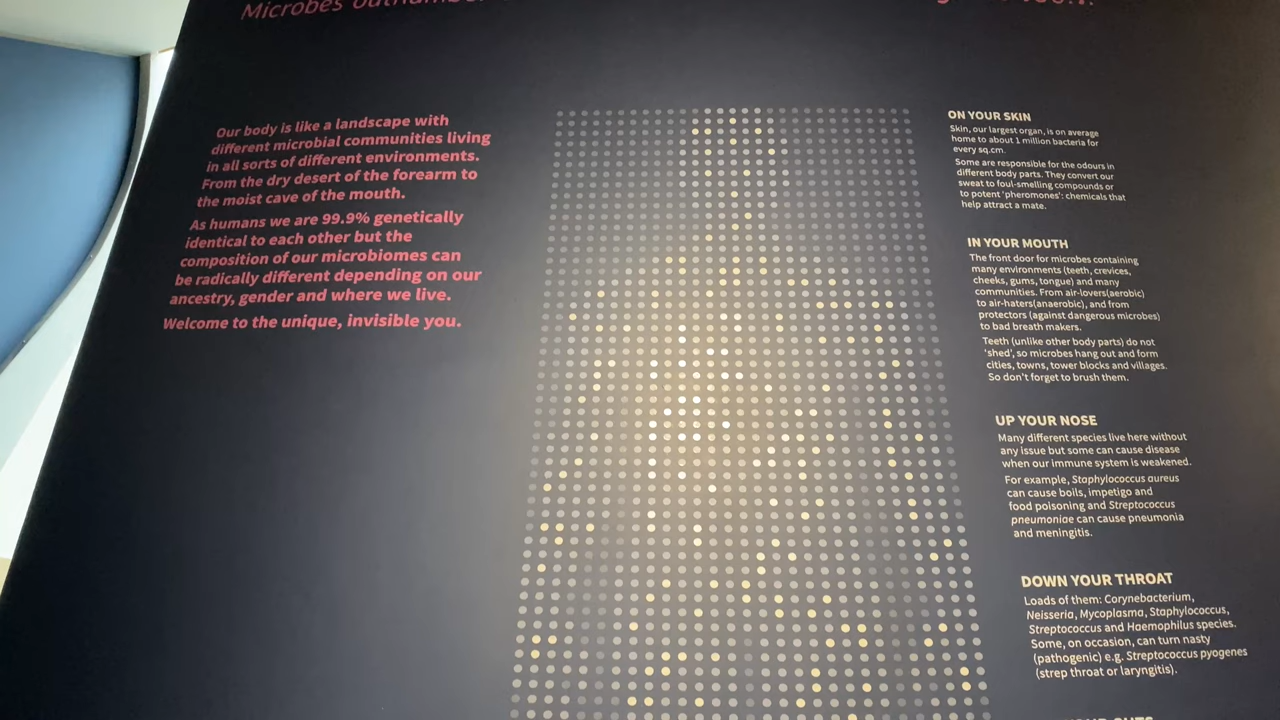 Microbes
Our body is like a landscape with
different microbial communities living
in all sorts of different environments.
From the dry desert of the forearm to
the moist cave of the mouth.
As humans we are 99.9% genetically
identical to each other but the
composition of our microbiomes can
be radically different depending on our
ancestry, gender and where we live.
Welcome to the unique, invisible you.
ON YOUR SKIN
Skin, our largest organ, is on average
home to about 1 million bacteria for
every sq.cm.
Some are responsible for the odours in
different body parts. They convert our
sweat to foul-smelling compounds or
to potent 'pheromones': chemicals that
help attract a mate.
IN YOUR MOUTH
The front door for microbes containing
many environments (teeth, crevices,
cheeks, gums, tongue) and many
communities. From air-lovers(aerobic)
to air-haters(anaerobic), and from
protectors (against dangerous microbes)
to bad breath makers.
Teeth (unlike other body parts) do not
'shed', so microbes hang out and form
cities, towns, tower blocks and villages.
So don't forget to brush them.
UP YOUR NOSE
Many different species live here without
any issue but some can cause disease
when our immune system is weakened.
For example, Staphylococcus aureus
can cause boils, impetigo and
food poisoning and Streptococcus
pneumoniae can cause pneumonia
and meningitis.
DOWN YOUR THROAT
Loads of them: Corynebacterium,
Neisseria, Mycoplasma, Staphylococcus,
Streptococcus and Haemophilus species.
Some, on occasion, can turn nasty
(pathogenic) e.g. Streptococcus pyogenes
(strep throat or laryngitis).